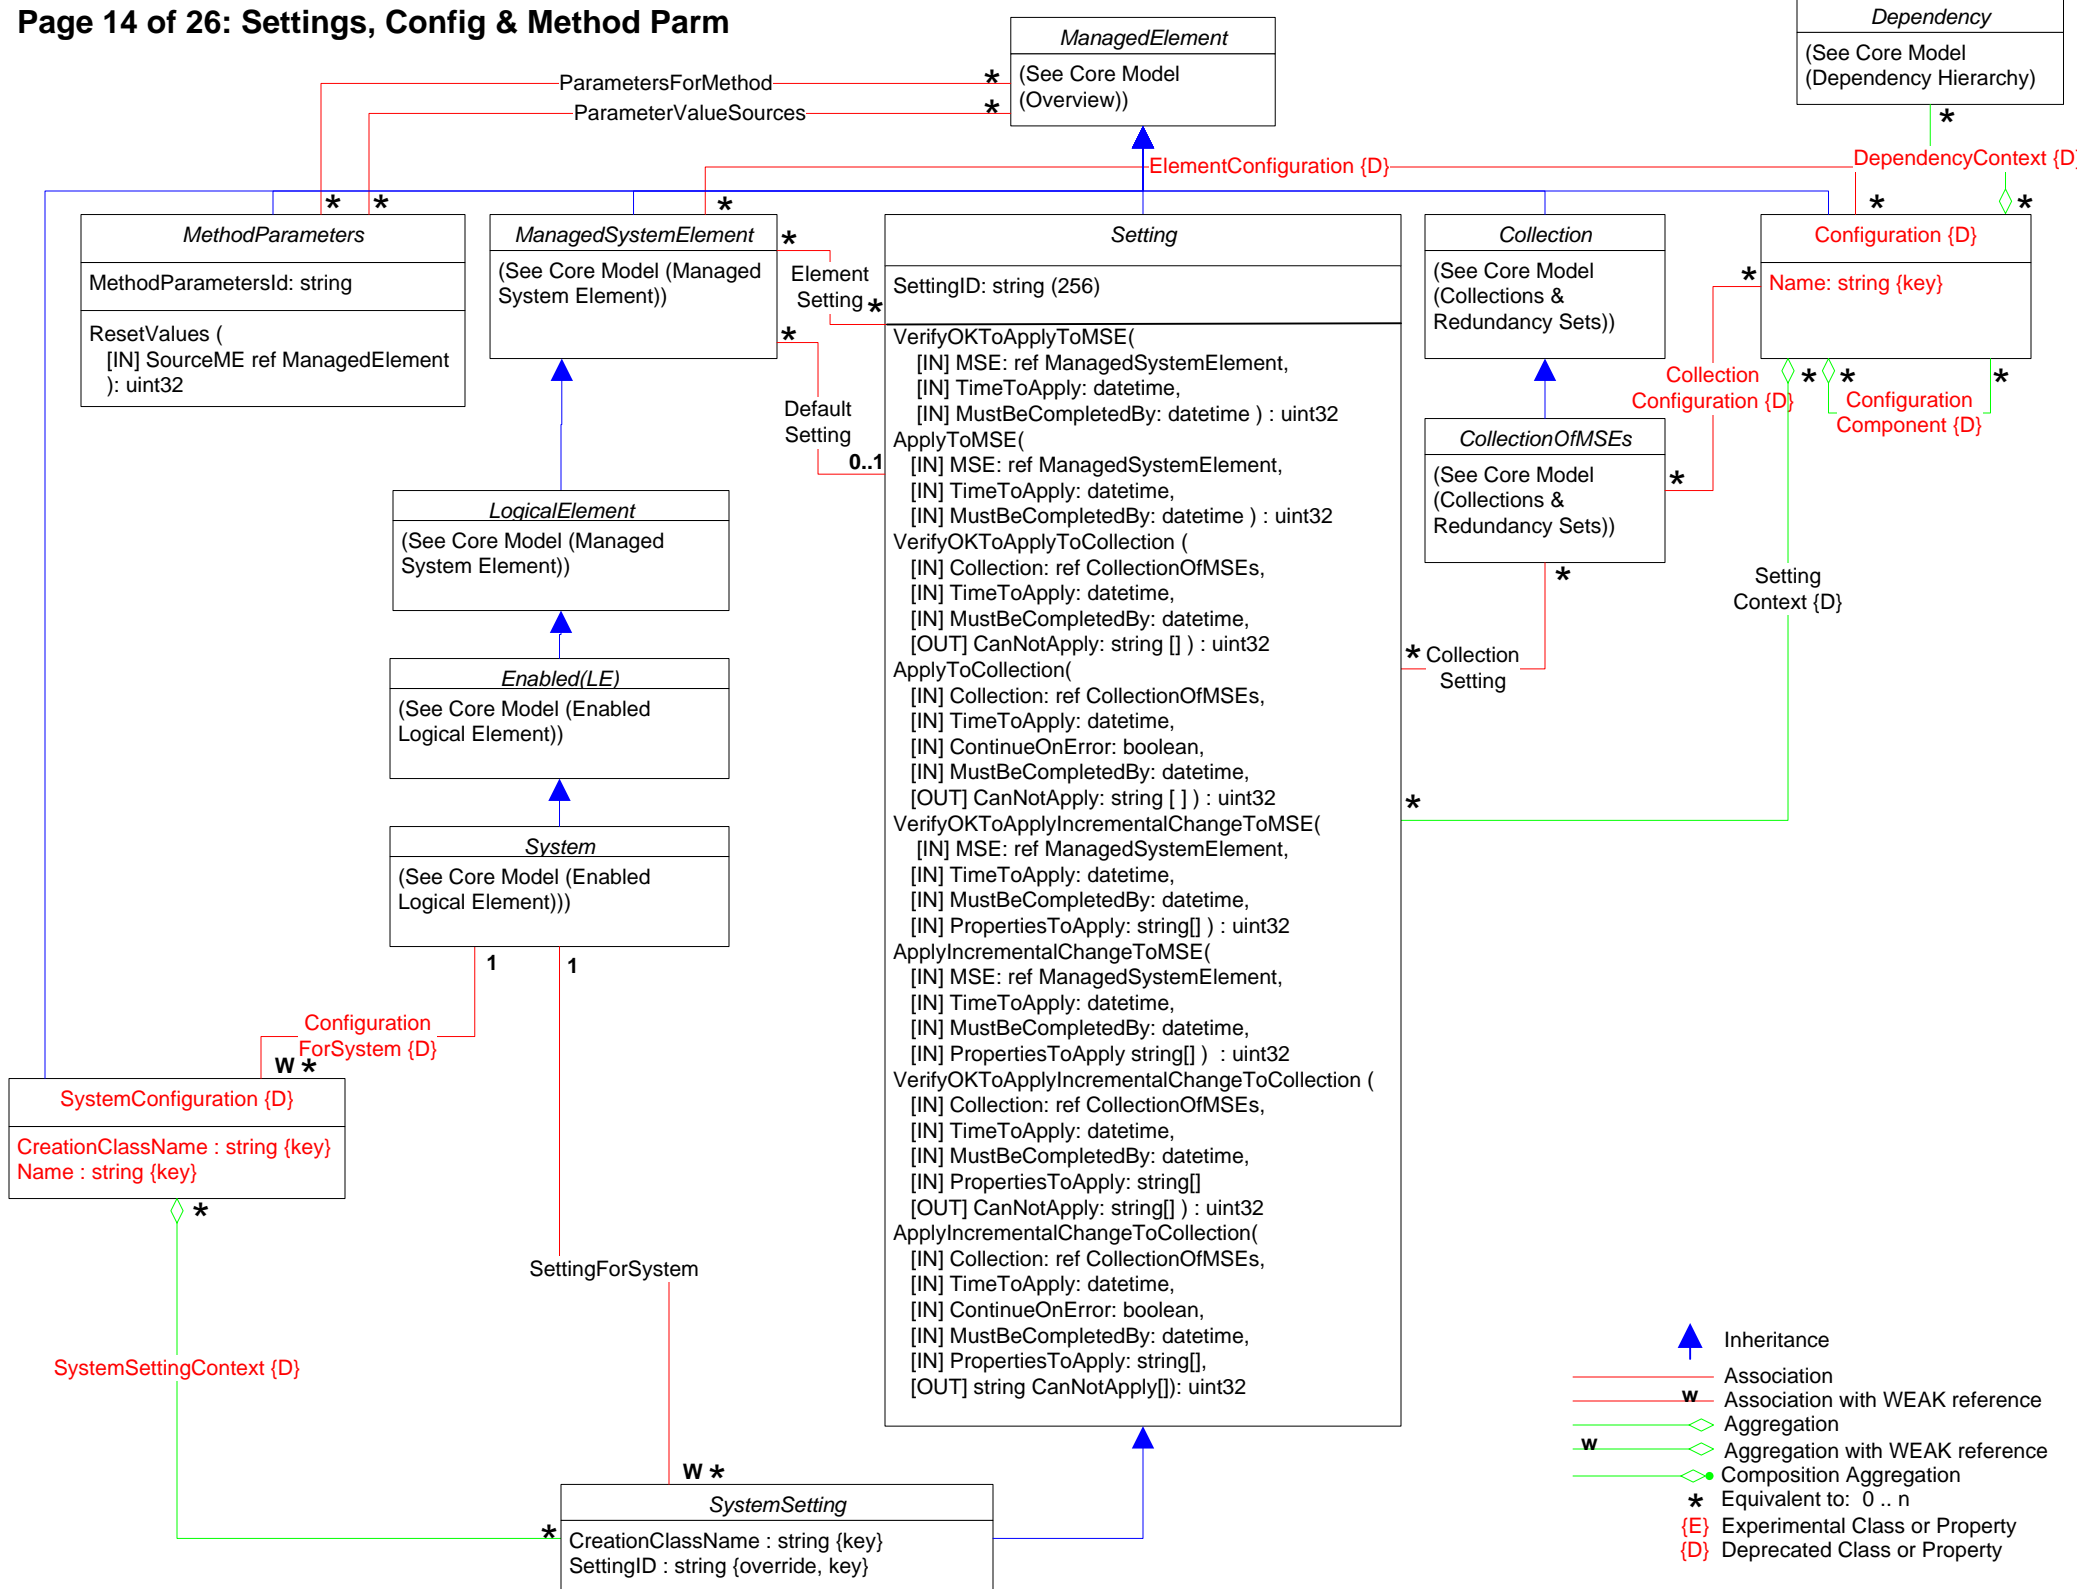 Page 14 of 26: Settings, Config & Method Parm
ManagedElement
(See Core Model
(Overview))
Dependency
(See Core Model
(Dependency Hierarchy)
*
ParametersForMethod
*
ParameterValueSources
*
ElementConfiguration {D}
DependencyContext {D}
*
*
*
*
*
MethodParameters
MethodParametersId: string
ResetValues (
[IN] SourceME ref ManagedElement
): uint32
ManagedSystemElement
(See Core Model (Managed
System Element))
*
Element
Setting
*
*
Default
Setting
0..1
Setting
SettingID: string (256)
VerifyOKToApplyToMSE(
[IN] MSE: ref ManagedSystemElement,
[IN] TimeToApply: datetime,
[IN] MustBeCompletedBy: datetime ) : uint32
ApplyToMSE(
[IN] MSE: ref ManagedSystemElement,
[IN] TimeToApply: datetime,
[IN] MustBeCompletedBy: datetime ) : uint32
VerifyOKToApplyToCollection (
[IN] Collection: ref CollectionOfMSEs,
[IN] TimeToApply: datetime,
[IN] MustBeCompletedBy: datetime,
[OUT] CanNotApply: string [] ) : uint32
ApplyToCollection(
[IN] Collection: ref CollectionOfMSEs,
[IN] TimeToApply: datetime,
[IN] ContinueOnError: boolean,
[IN] MustBeCompletedBy: datetime,
[OUT] CanNotApply: string [ ] ) : uint32
VerifyOKToApplyIncrementalChangeToMSE(
[IN] MSE: ref ManagedSystemElement,
[IN] TimeToApply: datetime,
[IN] MustBeCompletedBy: datetime,
[IN] PropertiesToApply: string[] ) : uint32
ApplyIncrementalChangeToMSE(
[IN] MSE: ref ManagedSystemElement,
[IN] TimeToApply: datetime,
[IN] MustBeCompletedBy: datetime,
[IN] PropertiesToApply string[] )  : uint32
VerifyOKToApplyIncrementalChangeToCollection (
[IN] Collection: ref CollectionOfMSEs,
[IN] TimeToApply: datetime,
[IN] MustBeCompletedBy: datetime,
[IN] PropertiesToApply: string[]
[OUT] CanNotApply: string[] ) : uint32
ApplyIncrementalChangeToCollection(
[IN] Collection: ref CollectionOfMSEs,
[IN] TimeToApply: datetime,
[IN] ContinueOnError: boolean,
[IN] MustBeCompletedBy: datetime,
[IN] PropertiesToApply: string[],
[OUT] string CanNotApply[]): uint32
Collection
(See Core Model
(Collections &
Redundancy Sets))
Configuration {D}
Name: string {key}
*
Collection
Configuration {D}
*
*
*
*
Configuration
Component {D}
CollectionOfMSEs
(See Core Model
(Collections &
Redundancy Sets))
*
Setting
Context {D}
* Collection
Setting
*
LogicalElement
(See Core Model (Managed
System Element))
Enabled(LE)
(See Core Model (Enabled
Logical Element))
System
(See Core Model (Enabled
Logical Element)))
1
1
Configuration
ForSystem {D}
W *
SystemConfiguration {D}
CreationClassName : string {key}
Name : string {key}
*
SettingForSystem
SystemSettingContext {D}
W *
*
SystemSetting
CreationClassName : string {key}
SettingID : string {override, key}
Inheritance
Association
w Association with WEAK reference
Aggregation
w Aggregation with WEAK reference
Composition Aggregation
* Equivalent to:  0 .. n
{E} Experimental Class or Property
{D} Deprecated Class or Property